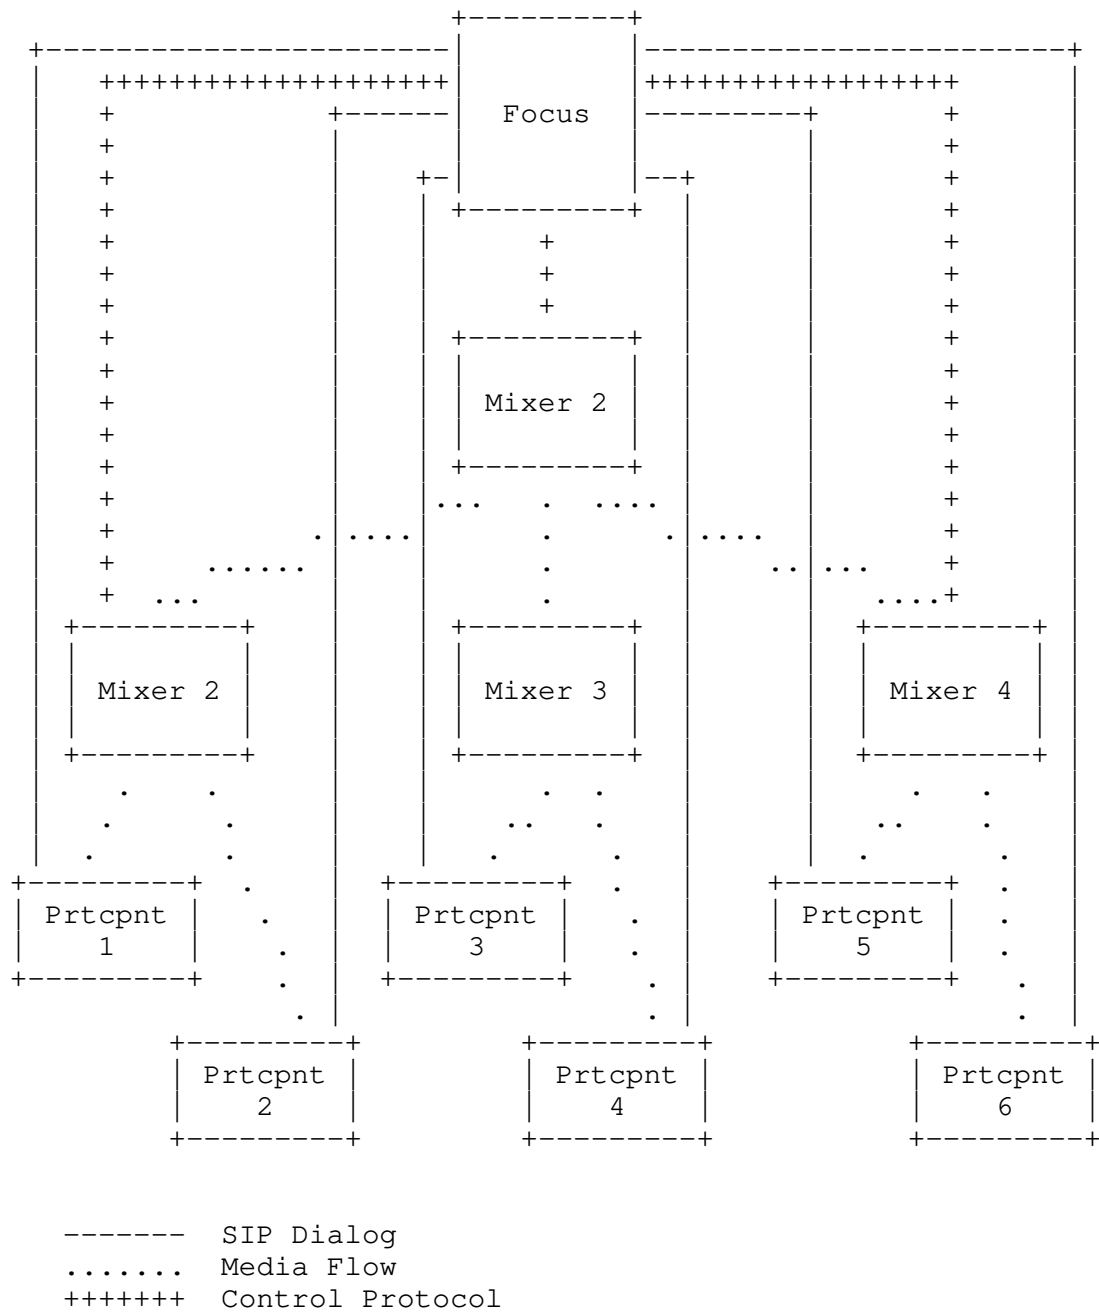 Focus
Mixer 2
Mixer 2
Mixer 3
Mixer 4
Prtcpnt
1
Prtcpnt
3
Prtcpnt
5
Prtcpnt
2
Prtcpnt
4
Prtcpnt
6
------- SIP Dialog
....... Media Flow
+++++++ Control Protocol